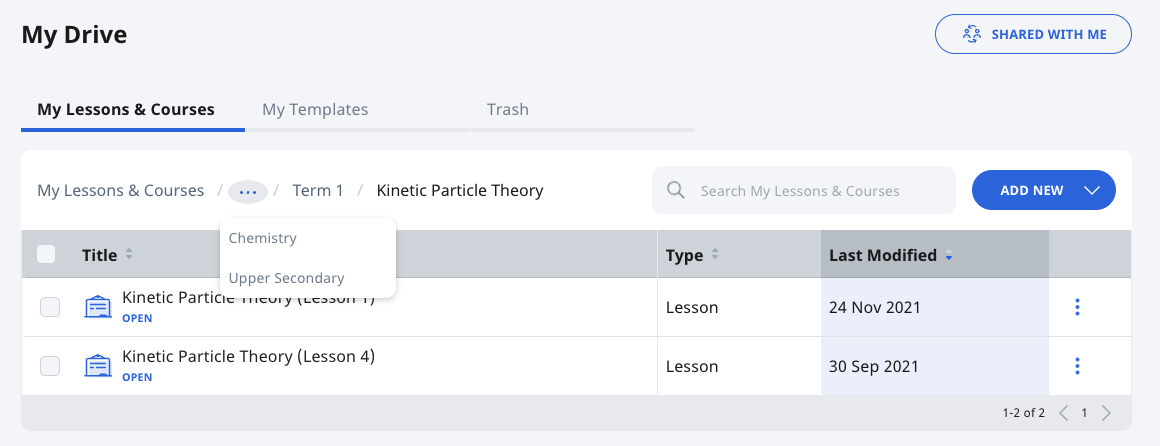 My Drive
SHARED WITH ME
My Lessons & Courses
My Templates
Trash
My Lessons & Courses / ... / Term 1 / Kinetic Particle Theory
Search My Lessons & Courses
ADD NEW
Chemistry
Upper Secondary
Title
Type
Last Modified
Kinetic Particle Theory (Lesson 1)
OPEN
Lesson
24 Nov 2021
Kinetic Particle Theory (Lesson 4)
OPEN
Lesson
30 Sep 2021
1-2 of 2
1